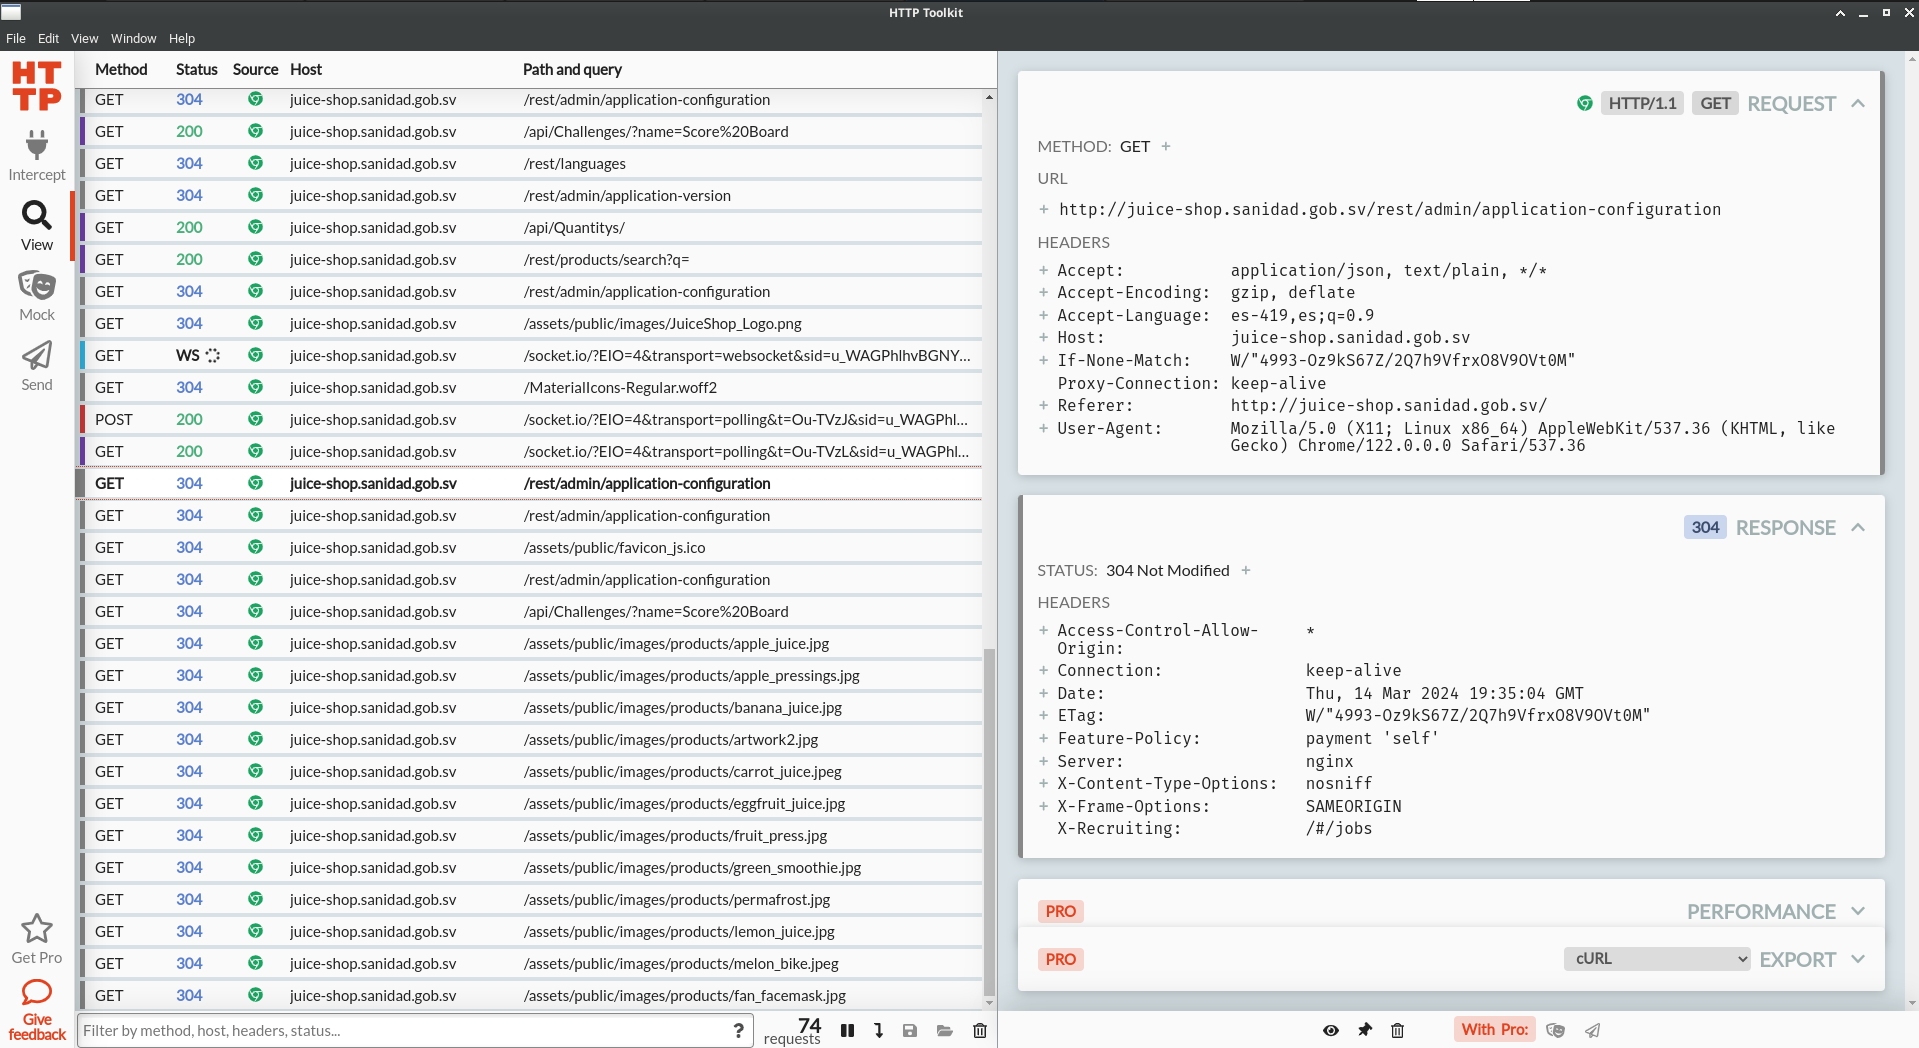 HTTP Toolkit
File Edit View Window Help
HT
TP
Intercept
View
Mock
Send
Get Pro
Give
feedback
Method Status Source Host Path and query
GET 304 juice-shop.sanidad.gob.sv /rest/admin/application-configuration
GET 200 juice-shop.sanidad.gob.sv /api/Challenges/?name=Score%20Board
GET 304 juice-shop.sanidad.gob.sv /rest/languages
GET 304 juice-shop.sanidad.gob.sv /rest/admin/application-version
GET 200 juice-shop.sanidad.gob.sv /api/Quantitys/
GET 200 juice-shop.sanidad.gob.sv /rest/products/search?q=
GET 304 juice-shop.sanidad.gob.sv /rest/admin/application-configuration
GET 304 juice-shop.sanidad.gob.sv /assets/public/images/JuiceShop_Logo.png
GET WS juice-shop.sanidad.gob.sv /socket.io/?EIO=4&transport=websocket&sid=u_WAGPhlhvBGNY...
GET 304 juice-shop.sanidad.gob.sv /MaterialIcons-Regular.woff2
POST 200 juice-shop.sanidad.gob.sv /socket.io/?EIO=4&transport=polling&t=Ou-TVzJ&sid=u_WAGPhl...
GET 200 juice-shop.sanidad.gob.sv /socket.io/?EIO=4&transport=polling&t=Ou-TVzL&sid=u_WAGPhl...
GET 304 juice-shop.sanidad.gob.sv /rest/admin/application-configuration
GET 304 juice-shop.sanidad.gob.sv /rest/admin/application-configuration
GET 304 juice-shop.sanidad.gob.sv /assets/public/favicon_js.ico
GET 304 juice-shop.sanidad.gob.sv /rest/admin/application-configuration
GET 304 juice-shop.sanidad.gob.sv /api/Challenges/?name=Score%20Board
GET 304 juice-shop.sanidad.gob.sv /assets/public/images/products/apple_juice.jpg
GET 304 juice-shop.sanidad.gob.sv /assets/public/images/products/apple_pressings.jpg
GET 304 juice-shop.sanidad.gob.sv /assets/public/images/products/banana_juice.jpg
GET 304 juice-shop.sanidad.gob.sv /assets/public/images/products/artwork2.jpg
GET 304 juice-shop.sanidad.gob.sv /assets/public/images/products/carrot_juice.jpeg
GET 304 juice-shop.sanidad.gob.sv /assets/public/images/products/eggfruit_juice.jpg
GET 304 juice-shop.sanidad.gob.sv /assets/public/images/products/fruit_press.jpg
GET 304 juice-shop.sanidad.gob.sv /assets/public/images/products/green_smoothie.jpg
GET 304 juice-shop.sanidad.gob.sv /assets/public/images/products/permafrost.jpg
GET 304 juice-shop.sanidad.gob.sv /assets/public/images/products/lemon_juice.jpg
GET 304 juice-shop.sanidad.gob.sv /assets/public/images/products/melon_bike.jpeg
GET 304 juice-shop.sanidad.gob.sv /assets/public/images/products/fan_facemask.jpg
Filter by method, host, headers, status... ? 74
requests
HTTP/1.1 GET REQUEST
METHOD: GET +
URL
+ http://juice-shop.sanidad.gob.sv/rest/admin/application-configuration
HEADERS
+ Accept: application/json, text/plain, */*
+ Accept-Encoding: gzip, deflate
+ Accept-Language: es-419,es;q=0.9
+ Host: juice-shop.sanidad.gob.sv
+ If-None-Match: W/"4993-Oz9kS67Z/2Q7h9VfrxO8V9OVt0M"
Proxy-Connection: keep-alive
+ Referer: http://juice-shop.sanidad.gob.sv/
+ User-Agent: Mozilla/5.0 (X11; Linux x86_64) AppleWebKit/537.36 (KHTML, like
Gecko) Chrome/122.0.0.0 Safari/537.36
304 RESPONSE
STATUS: 304 Not Modified +
HEADERS
+ Access-Control-Allow- *
Origin:
+ Connection: keep-alive
+ Date: Thu, 14 Mar 2024 19:35:04 GMT
+ ETag: W/"4993-Oz9kS67Z/2Q7h9VfrxO8V9OVt0M"
+ Feature-Policy: payment 'self'
+ Server: nginx
+ X-Content-Type-Options: nosniff
+ X-Frame-Options: SAMEORIGIN
X-Recruiting: /#/jobs
PRO PERFORMANCE
PRO cURL EXPORT
With Pro: